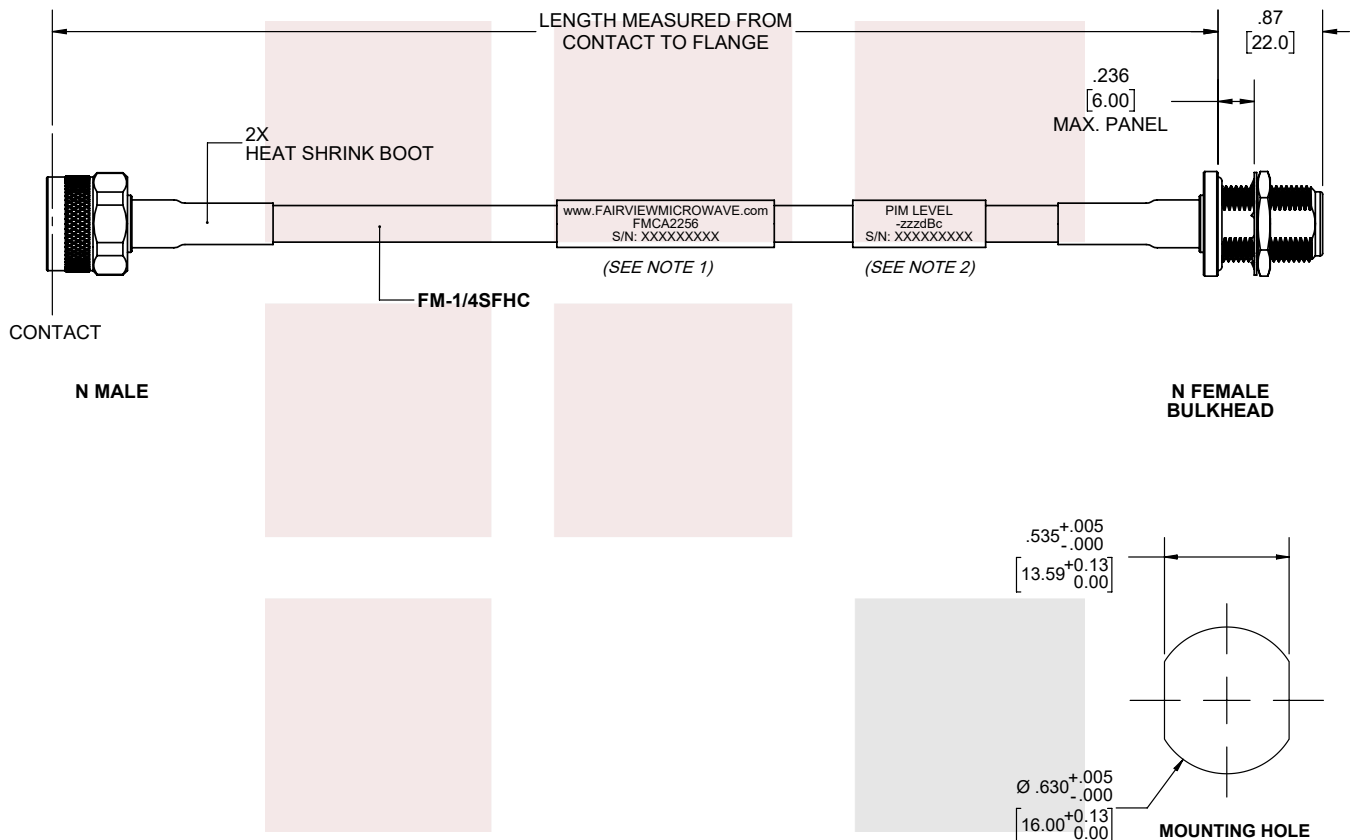 LENGTH MEASURED FROM
CONTACT TO FLANGE
.87
[22.0]
.236
[6.00]
MAX. PANEL
2X
HEAT SHRINK BOOT
www.FAIRVIEWMICROWAVE.com
FMCA2256
S/N: XXXXXXXXX
PIM LEVEL
-zzzdBc
S/N: XXXXXXXXX
(SEE NOTE 1)
(SEE NOTE 2)
FM-1/4SFHC
CONTACT
N MALE
N FEMALE
BULKHEAD
.535 +.005
-.000
[13.59 +0.13
0.00]
Ø .630 +.005
-.000
[16.00 +0.13
0.00]
MOUNTING HOLE